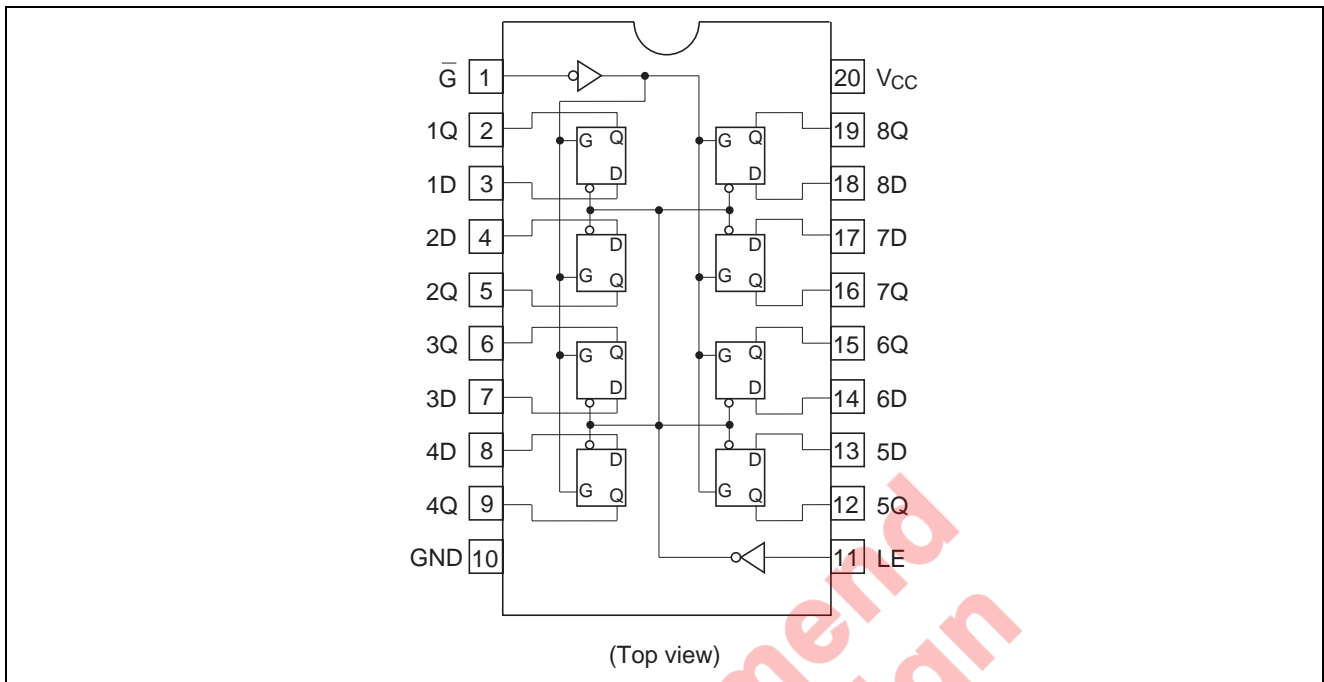 G̅ 1 20 VCC
G Q G Q
1Q 2 19 8Q
D D
1D 3 18 8D
D D
2D 4 17 7D
G Q G Q
2Q 5 16 7Q
G Q G Q
3Q 6 15 6Q
D D
3D 7 14 6D
D D
4D 8 13 5D
G Q G Q
4Q 9 12 5Q
GND 10 11 LE
(Top view)